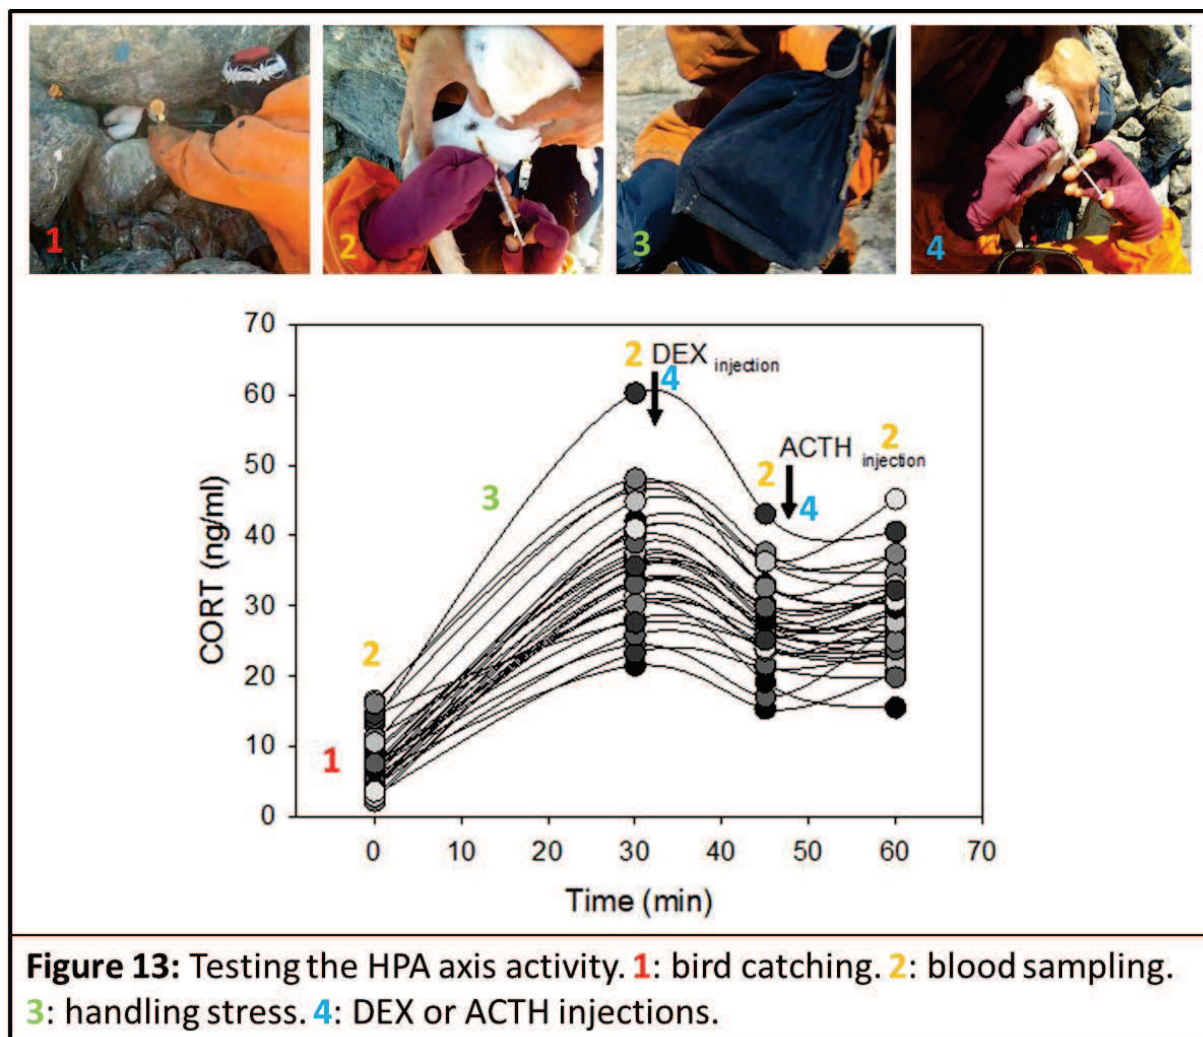 1
2
3
4
70
60
50
40
30
20
10
0
CORT (ng/ml)
2 DEX injection
4
2
ACTH injection
4
2
3
2
1
0 10 20 30 40 50 60 70
Time (min)
Figure 13: Testing the HPA axis activity. 1: bird catching. 2: blood sampling.
3: handling stress. 4: DEX or ACTH injections.